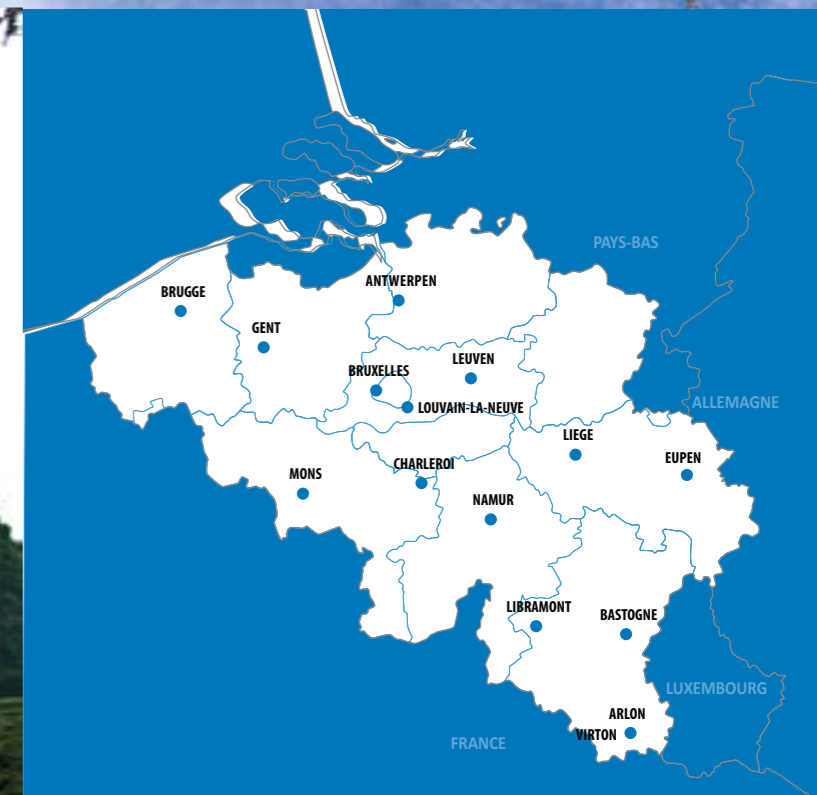 PAYS-BAS
ANTWERPEN
BRUGGE
GENT
LEUVEN
BRUXELLES
ALLEMAGNE
LOUVAIN-LA-NEUVE
LIEGE
EUPEN
CHARLEROI
MONS
NAMUR
LIBRAMONT
BASTOGNE
LUXEMBOURG
ARLON
VIRTON
FRANCE